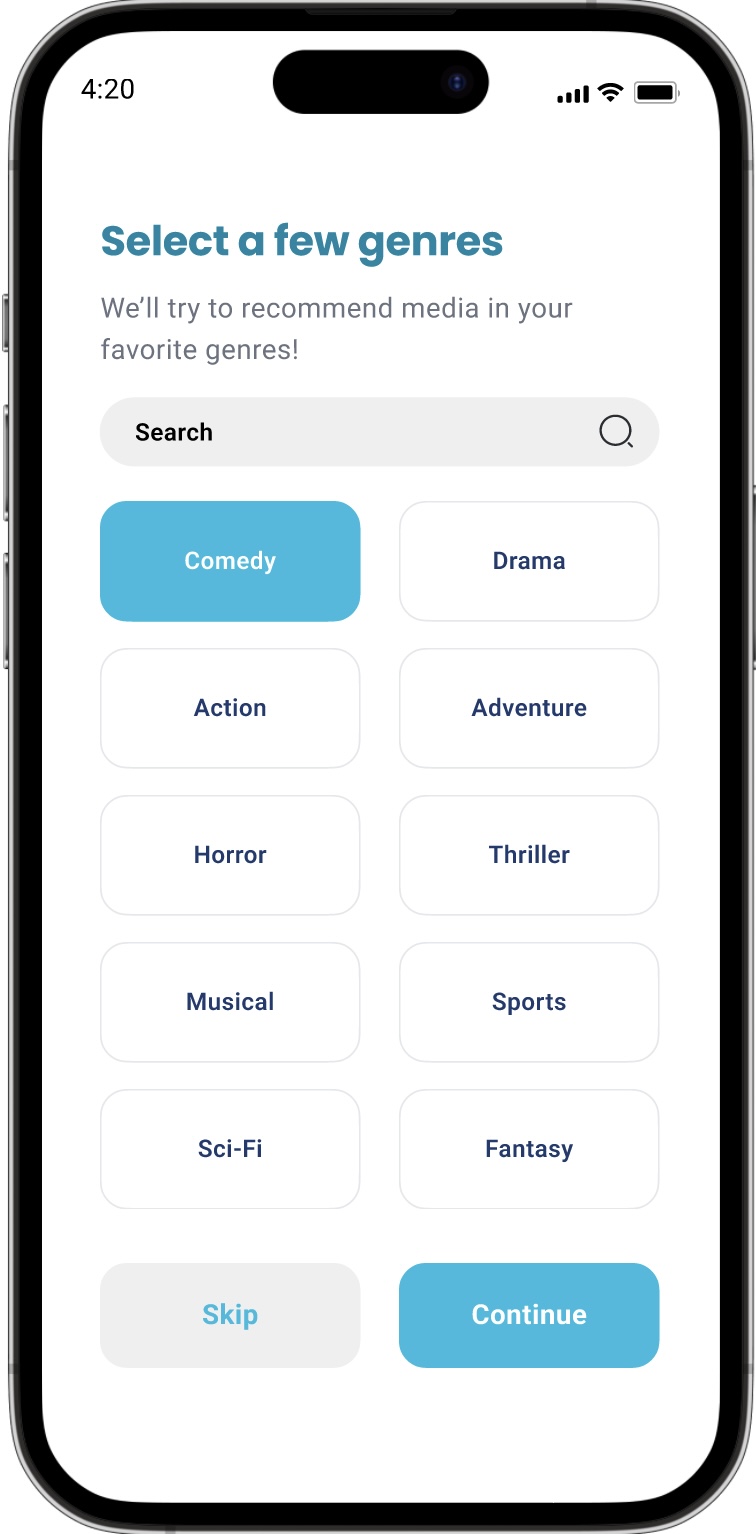 4:20
Select a few genres
We’ll try to recommend media in your
favorite genres!
Search
Comedy
Drama
Action
Adventure
Horror
Thriller
Musical
Sports
Sci-Fi
Fantasy
Skip
Continue